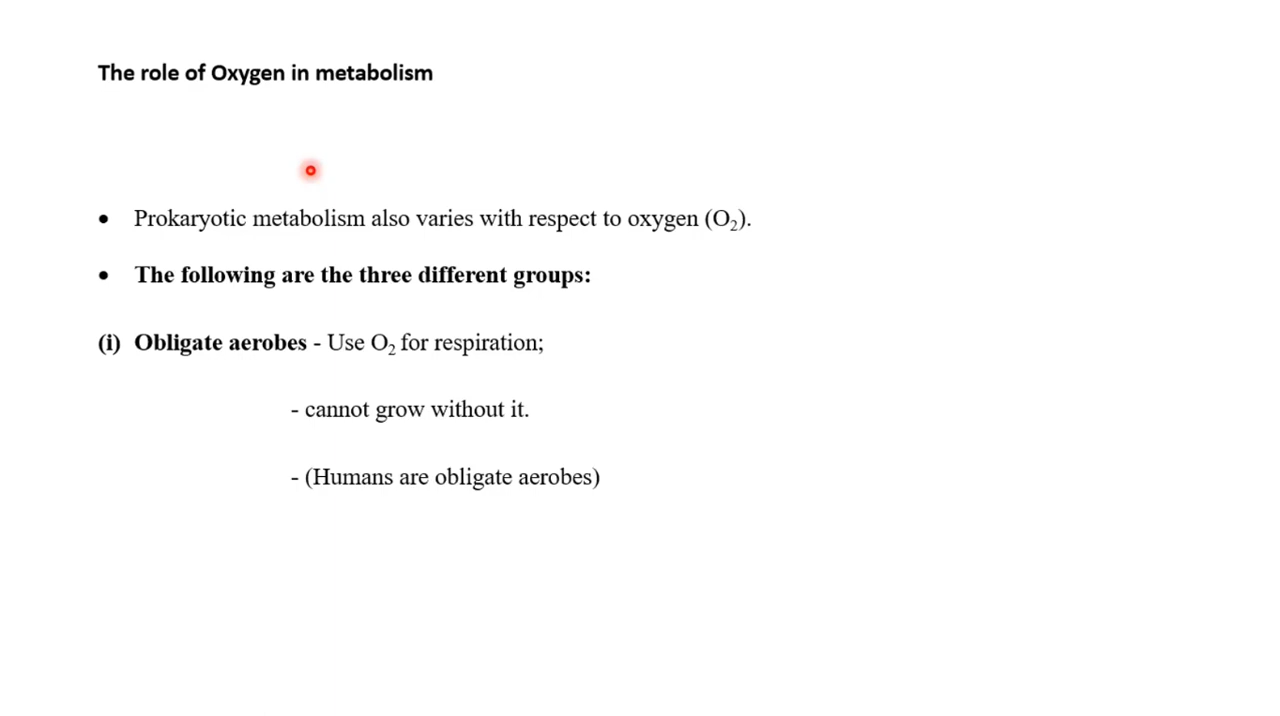 The role of Oxygen in metabolism
• Prokaryotic metabolism also varies with respect to oxygen (O₂).
• The following are the three different groups:
(i) Obligate aerobes - Use O₂ for respiration;
- cannot grow without it.
- (Humans are obligate aerobes)